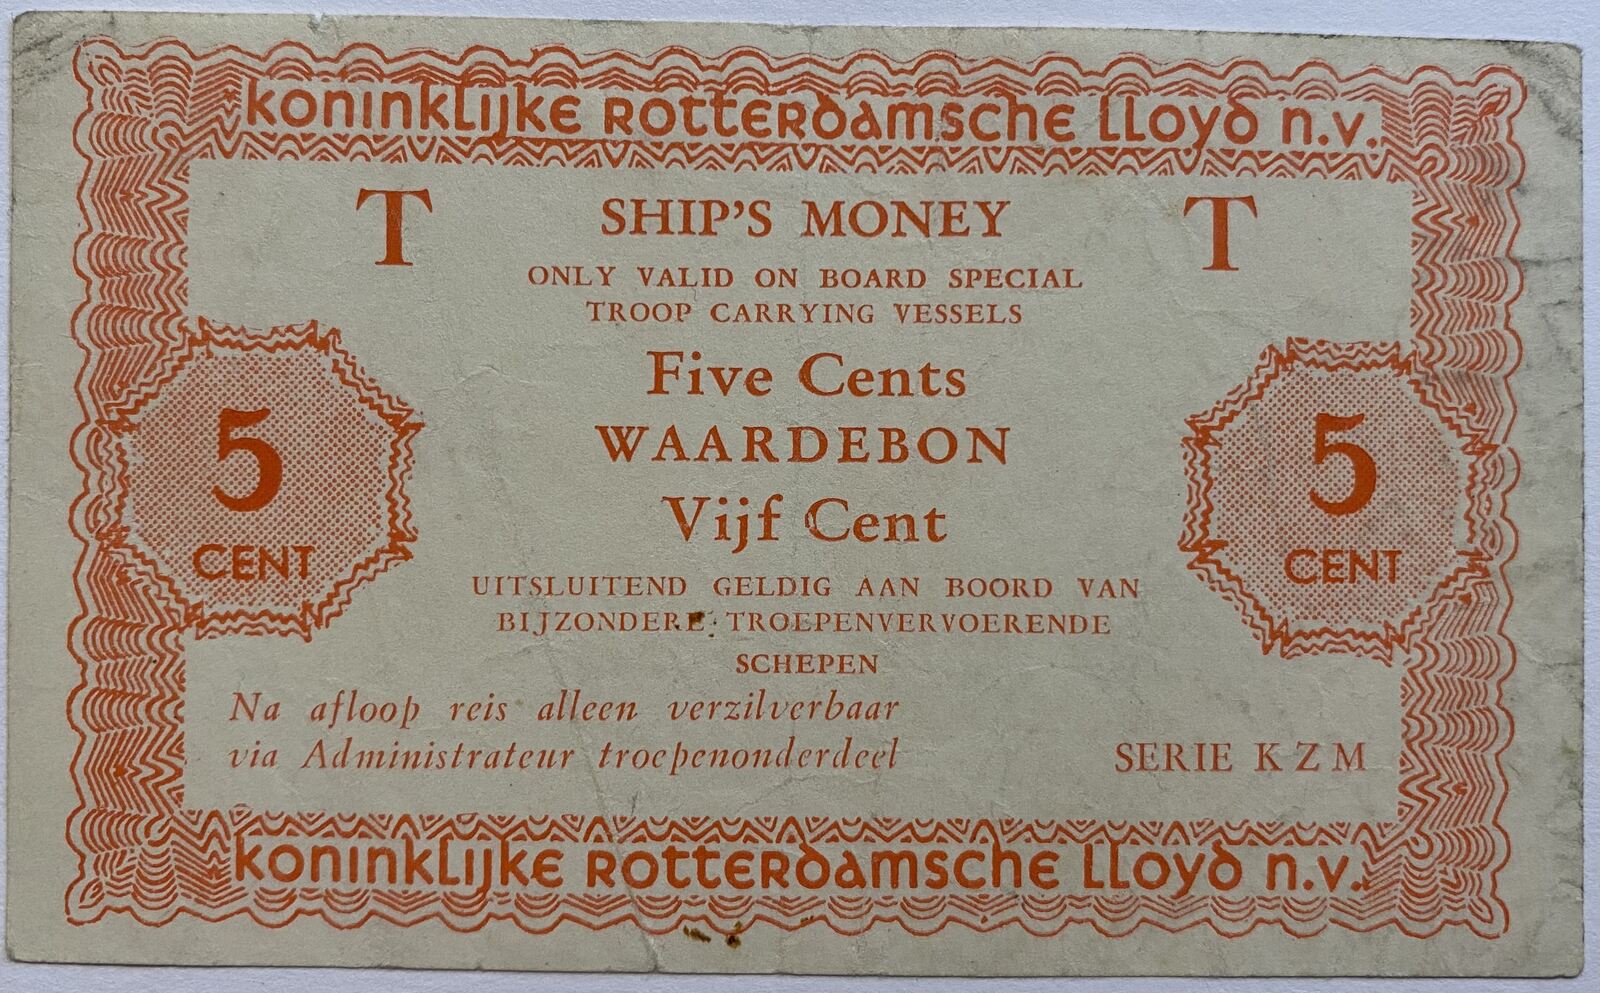 koninklijke Rotterdamsche Lloyd n.v.
T SHIP'S MONEY T
ONLY VALID ON BOARD SPECIAL
TROOP CARRYING VESSELS
Five Cents
WAARDEBON
Vijf Cent
5 CENT
5 CENT
UITSLUITEND GELDIG AAN BOORD VAN
BIJZONDERE TROEPENVERVOERENDE
SCHEPEN
Na afloop reis alleen verzilverbaar
via Administrateur troepenonderdeel
SERIE K Z M
koninklijke Rotterdamsche Lloyd n.v.